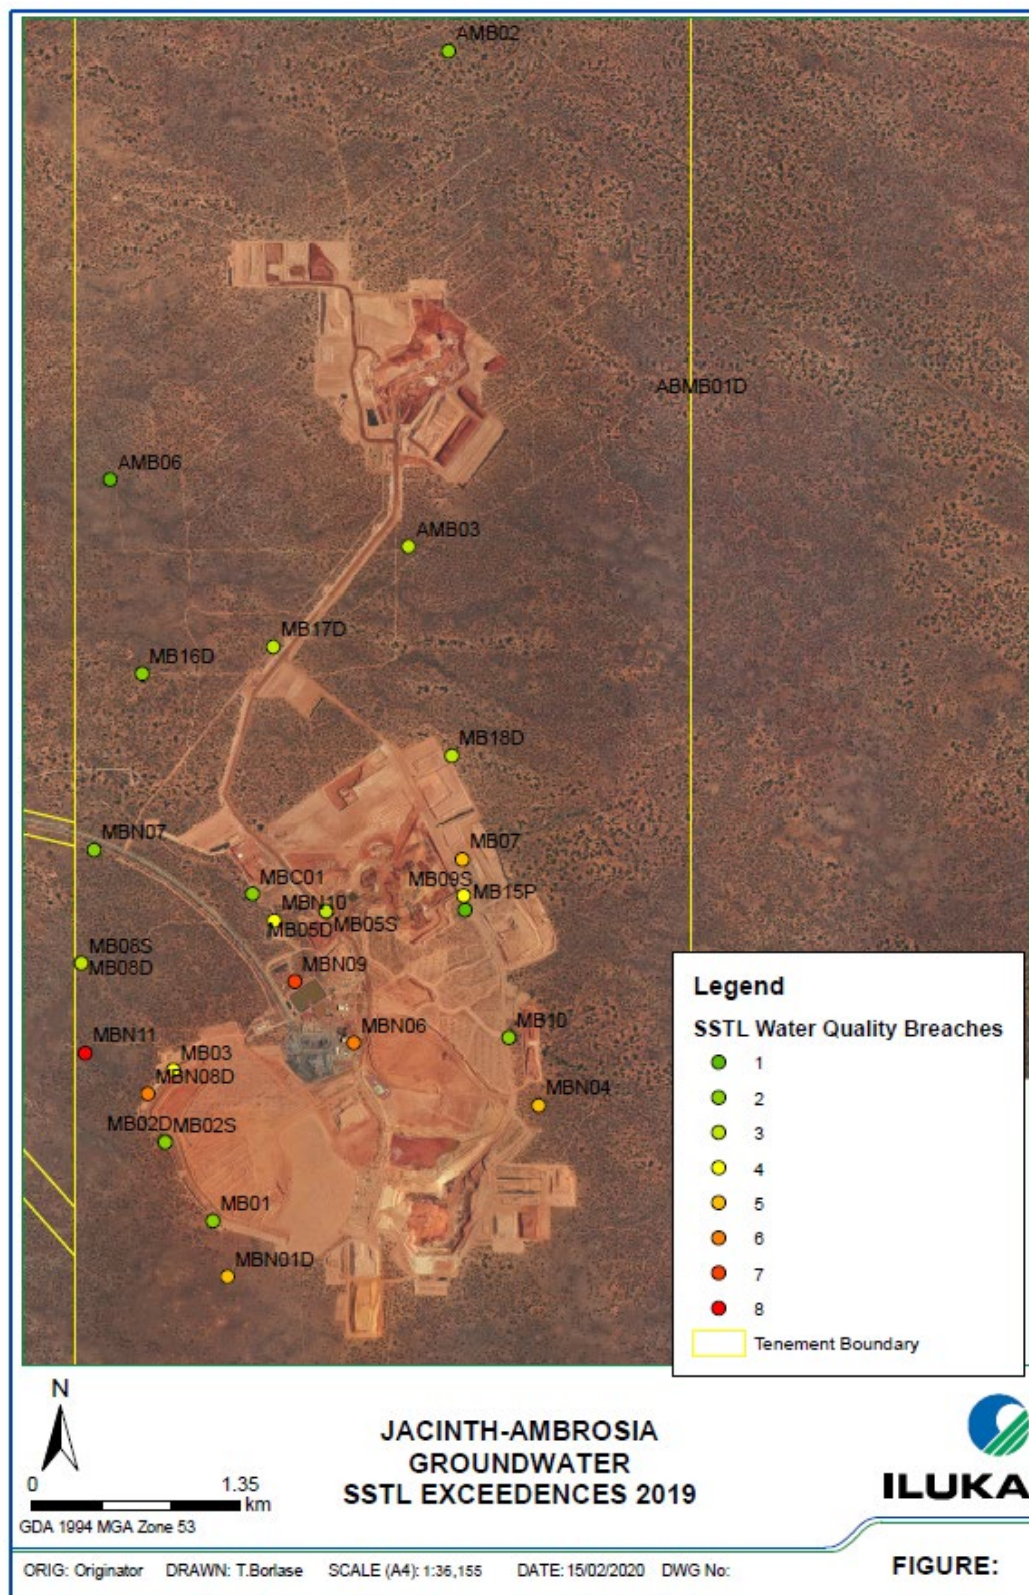 AMB02
ABMB01D
AMB06
AMB03
MB17D
MB16D
MB18D
MBN07
MB07
MB09S
MB15P
MBC01
MBN10
MB05S
MB05D
MB08S
MB08D
MBN09
MBN11
MBN06
MB10
MB03
MBN08D
MBN04
MB02D
MB02S
MB01
MBN01D
Legend
SSTL Water Quality Breaches
1
2
3
4
5
6
7
8
Tenement Boundary
N
0 1.35
km
GDA 1994 MGA Zone 53
JACINTH-AMBROSIA
GROUNDWATER
SSTL EXCEEDENCES 2019
ILUKA
ORIG: Originator DRAWN: T.Borlase SCALE (A4): 1:36,155 DATE: 15/02/2020 DWG No:
FIGURE: